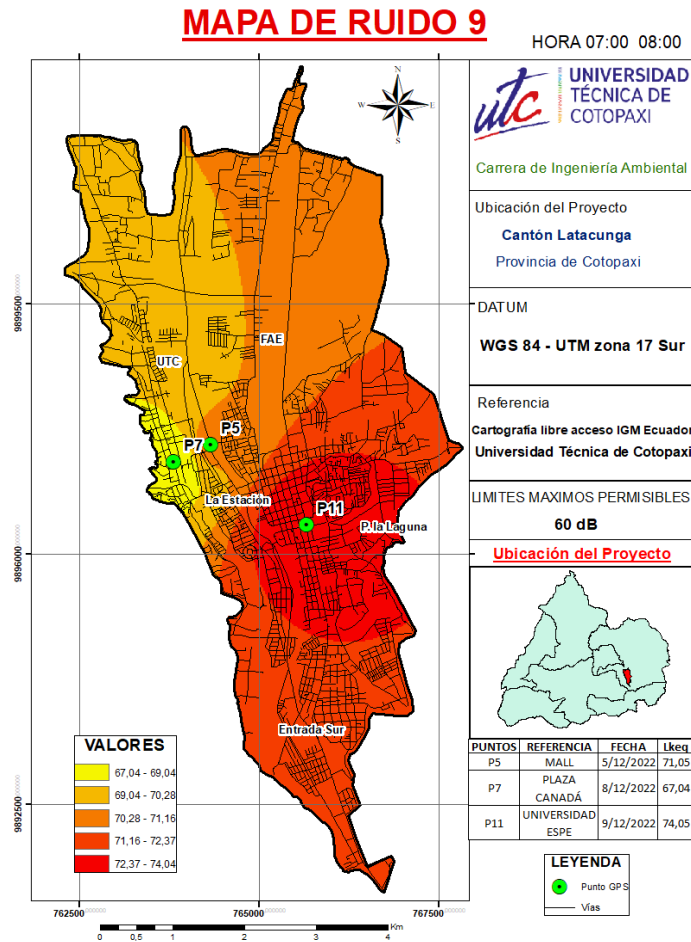 MAPA DE RUIDO 9
HORA 07:00 08:00
N
W
E
S
utc
UNIVERSIDAD
TÉCNICA DE
COTOPAXI
Carrera de Ingeniería Ambiental
Ubicación del Proyecto
Cantón Latacunga
Provincia de Cotopaxi
DATUM
WGS 84 - UTM zona 17 Sur
Referencia
Cartografía libre acceso IGM Ecuador
Universidad Técnica de Cotopaxi
LIMITES MAXIMOS PERMISIBLES
60 dB
Ubicación del Proyecto
9899500
9896000
9892500
FAE
UTC
P5
P7
La Estación
P11
P. la Laguna
Entrada Sur
VALORES
67,04 - 69,04
69,04 - 70,28
70,28 - 71,16
71,16 - 72,37
72,37 - 74,04
PUNTOS REFERENCIA FECHA Lkeq
P5 MALL 5/12/2022 71,05
P7 PLAZA CANADÁ 8/12/2022 67,04
P11 UNIVERSIDAD ESPE 9/12/2022 74,05
LEYENDA
Punto GPS
Vías
762500
765000
767500
0 0,5 1 2 3 4
Km